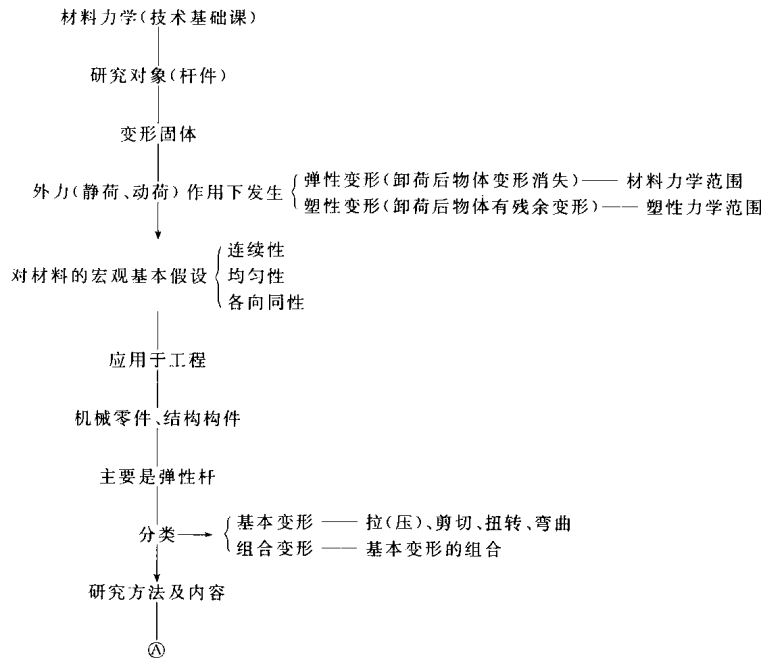 材料力学(技术基础课)
研究对象(杆件)
变形固体
外力(静荷、动荷)作用下发生
弹性变形(卸荷后物体变形消失)——材料力学范围
塑性变形(卸荷后物体有残余变形)——塑性力学范围
对材料的宏观基本假设
连续性
均匀性
各向同性
应用于工程
机械零件、结构构件
主要是弹性杆
分类
基本变形——拉(压)、剪切、扭转、弯曲
组合变形——基本变形的组合
研究方法及内容
Ⓐ